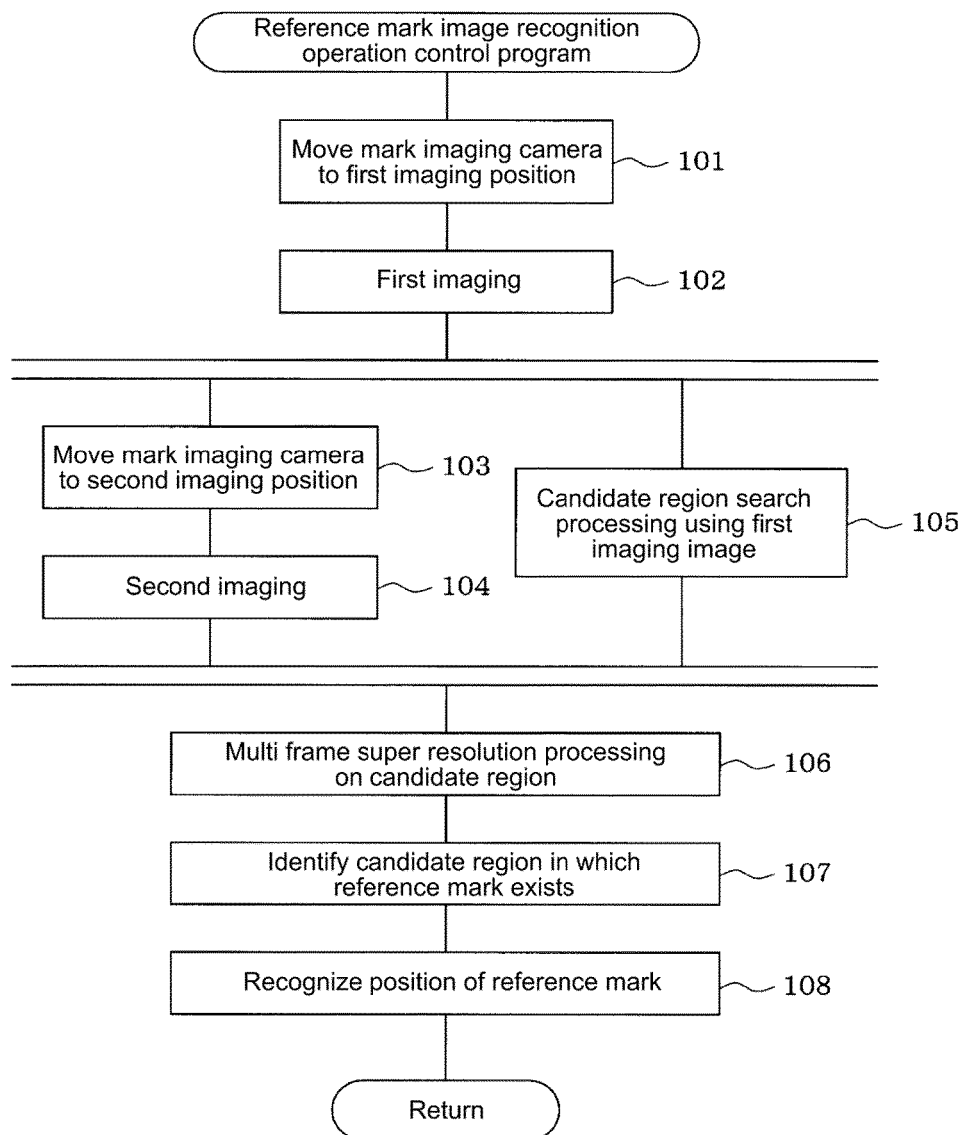 Reference mark image recognition
operation control program
Move mark imaging camera
to first imaging position
101
First imaging
102
Move mark imaging camera
to second imaging position
103
Second imaging
104
Candidate region search
processing using first
imaging image
105
Multi frame super resolution processing
on candidate region
106
Identify candidate region in which
reference mark exists
107
Recognize position of reference mark
108
Return